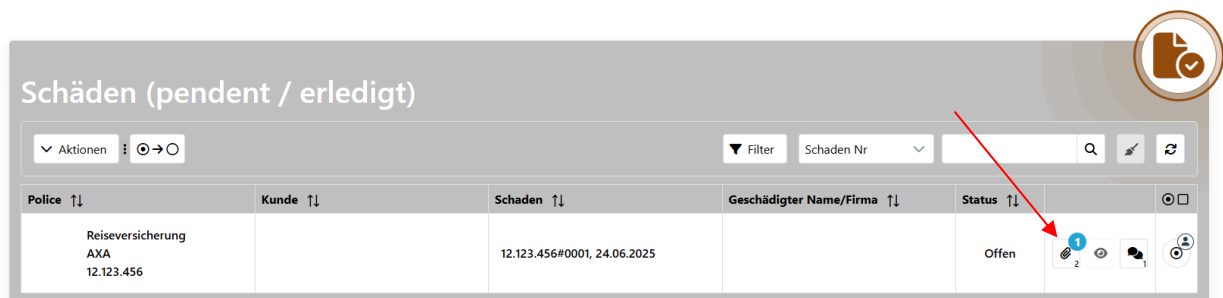 Schäden (pendent / erledigt)
Aktionen
Filter
Schaden Nr
Police
Kunde
Schaden
Geschädigter Name/Firma
Status
Reiseversicherung
AXA
12.123.456
12.123.456#0001, 24.06.2025
Offen
1
2
1